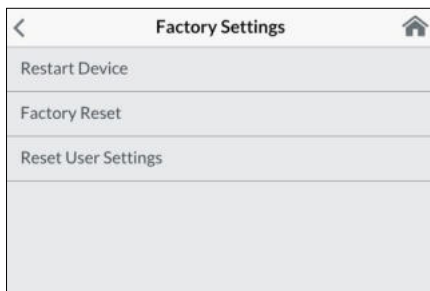 Factory Settings
Restart Device
Factory Reset
Reset User Settings